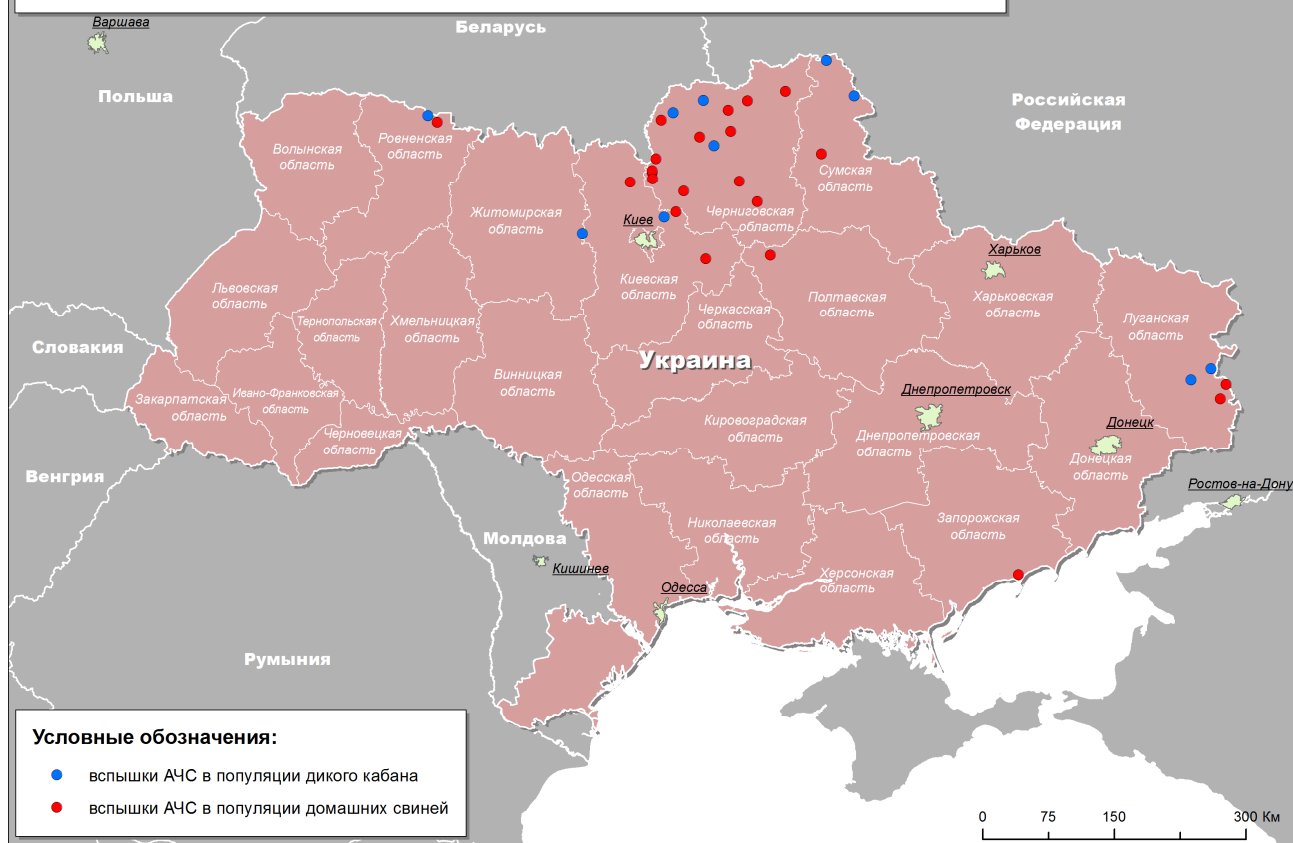 Варшава
Беларусь
Польша
Российская
Федерация
Волынская
область
Ровненская
область
Житомирская
область
Киев
Черниговская
область
Сумская
область
Львовская
область
Тернопольская
область
Хмельницкая
область
Киевская
область
Черкасская
область
Полтавская
область
Харьков
Харьковская
область
Луганская
область
Словакия
Украина
Винницкая
область
Закарпатская
область
Ивано-Франковская
область
Черновецкая
область
Кировоградская
область
Днепропетровск
Днепропетровская
область
Донецк
Донецкая
область
Венгрия
Одесская
область
Николаевская
область
Запорожская
область
Ростов-на-Дону
Молдова
Кишинев
Одесса
Херсонская
область
Румыния
Условные обозначения:
вспышки АЧС в популяции дикого кабана
вспышки АЧС в популяции домашних свиней
0 75 150 300 Км